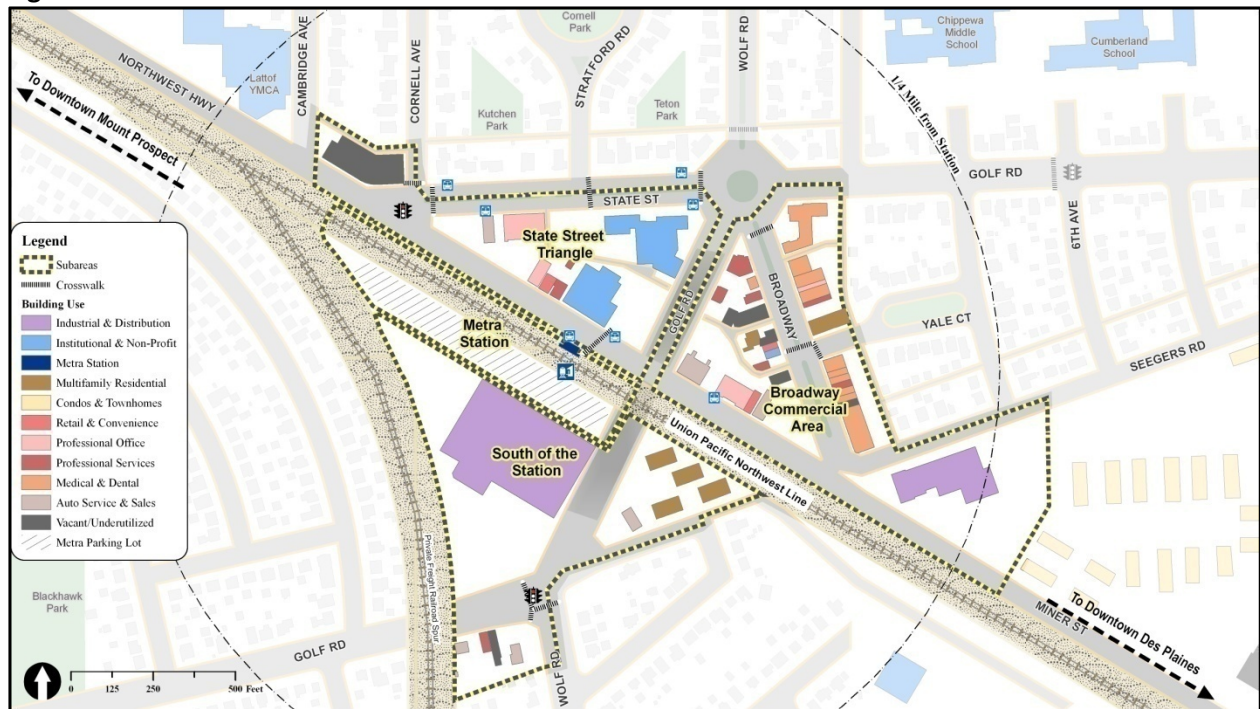 Cornell
Park
Chippewa
Middle
School
Cumberland
School
NORTHWEST HWY
Lattof
YMCA
CAMBRIDGE AVE
CORNELL AVE
Kutchen
Park
STRATFORD RD
Teton
Park
WOLF RD
1/4 Mile from Station
To Downtown Mount Prospect
GOLF RD
6TH AVE
STATE ST
State Street
Triangle
GOLF RD
BROADWAY
YALE CT
SEEGERS RD
Metra
Station
Broadway
Commercial
Area
South of the
Station
Union Pacific Northwest Line
Legend
Subareas
Crosswalk
Building Use
Industrial & Distribution
Institutional & Non-Profit
Metra Station
Multifamily Residential
Condos & Townhomes
Retail & Convenience
Professional Office
Professional Services
Medical & Dental
Auto Service & Sales
Vacant/Underutilized
Metra Parking Lot
Private Freight Railroad Spur
Blackhawk
Park
GOLF RD
WOLF RD
MINER ST
To Downtown Des Plaines
0 125 250 500 Feet